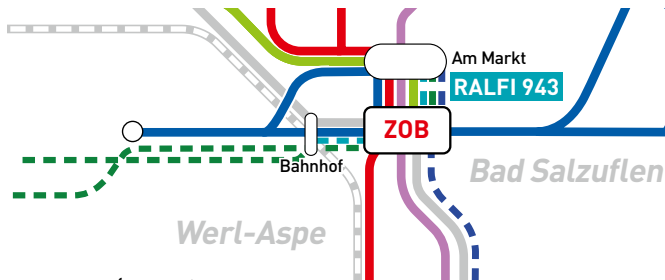 Am Markt
RALFI 943
ZOB
Bahnhof
Bad Salzuflen
Werl-Aspe